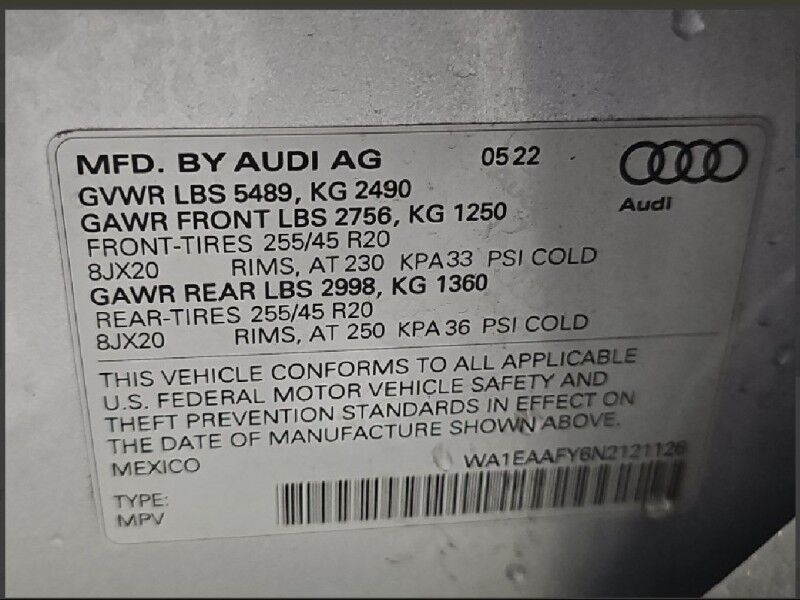 MFD. BY AUDI AG 05 22
Audi
GVWR LBS 5489, KG 2490
GAWR FRONT LBS 2756, KG 1250
FRONT-TIRES 255/45 R20
8JX20 RIMS, AT 230 KPA 33 PSI COLD
GAWR REAR LBS 2998, KG 1360
REAR-TIRES 255/45 R20
8JX20 RIMS, AT 250 KPA 36 PSI COLD
THIS VEHICLE CONFORMS TO ALL APPLICABLE
U.S. FEDERAL MOTOR VEHICLE SAFETY AND
THEFT PREVENTION STANDARDS IN EFFECT ON
THE DATE OF MANUFACTURE SHOWN ABOVE.
MEXICO WA1EAAFY6N2121126
TYPE:
MPV